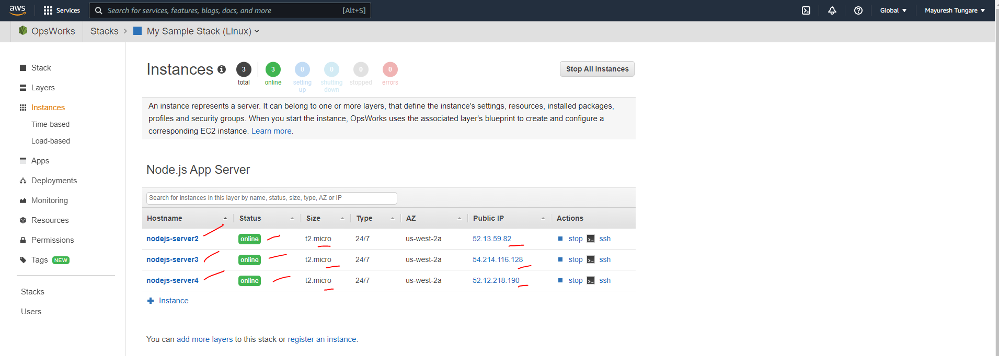 aws Services Search for services, features, blogs, docs, and more [Alt+S] Global Mayuresh Tungare
OpsWorks Stacks My Sample Stack (Linux)
Stack
Layers
Instances
Time-based
Load-based
Apps
Deployments
Monitoring
Resources
Permissions
Tags NEW
Stacks
Users
Instances 3 3 0 0 0 0 Stop All Instances
total online setting shutting stopped errors
up down
An instance represents a server. It can belong to one or more layers, that define the instance's settings, resources, installed packages,
profiles and security groups. When you start the instance, OpsWorks uses the associated layer's blueprint to create and configure a
corresponding EC2 instance. Learn more.
Node.js App Server
Search for instances in this layer by name, status, size, type, AZ or IP
Hostname Status Size Type AZ Public IP Actions
nodejs-server2 online t2.micro 24/7 us-west-2a 52.13.59.82 stop ssh
nodejs-server3 online t2.micro 24/7 us-west-2a 54.214.116.128 stop ssh
nodejs-server4 online t2.micro 24/7 us-west-2a 52.12.218.190 stop ssh
Instance
You can add more layers to this stack or register an instance.